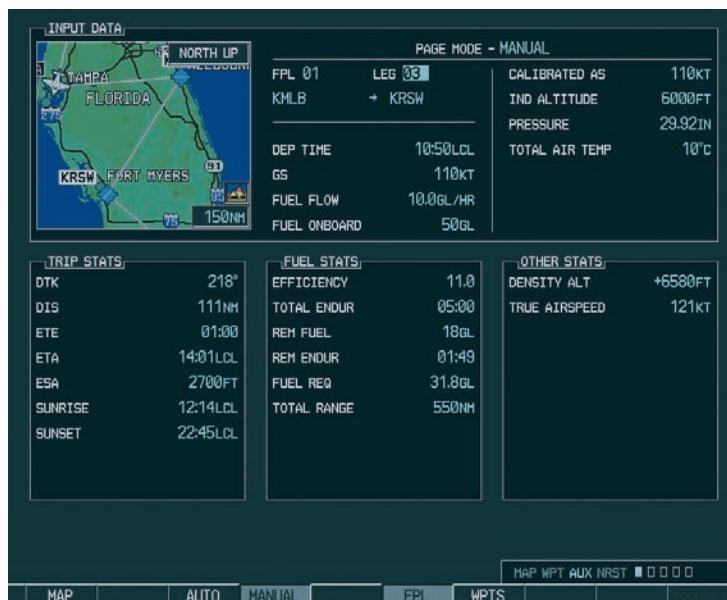 INPUT DATA
NORTH UP
TAMPA
FLORIDA
275
KRSW
FORT MYERS
91
95
75
150NM
PAGE MODE - MANUAL
FPL 01 LEG 03
KMLB → KRSW
DEP TIME 10:50LCL
GS 110KT
FUEL FLOW 10.0GL/HR
FUEL ONBOARD 50GL
CALIBRATED AS 110KT
IND ALTITUDE 6000FT
PRESSURE 29.92IN
TOTAL AIR TEMP 10°C
TRIP STATS
DTK 218°
DIS 111NM
ETE 01:00
ETA 14:01LCL
ESA 2700FT
SUNRISE 12:14LCL
SUNSET 22:45LCL
FUEL STATS
EFFICIENCY 11.0
TOTAL ENDUR 05:00
REM FUEL 18GL
REM ENDUR 01:49
FUEL REQ 31.8GL
TOTAL RANGE 550NM
OTHER STATS
DENSITY ALT +6580FT
TRUE AIRSPEED 121KT
MAP WPT AUX NRST
MAP AUTO MANUAL FPL WPTS